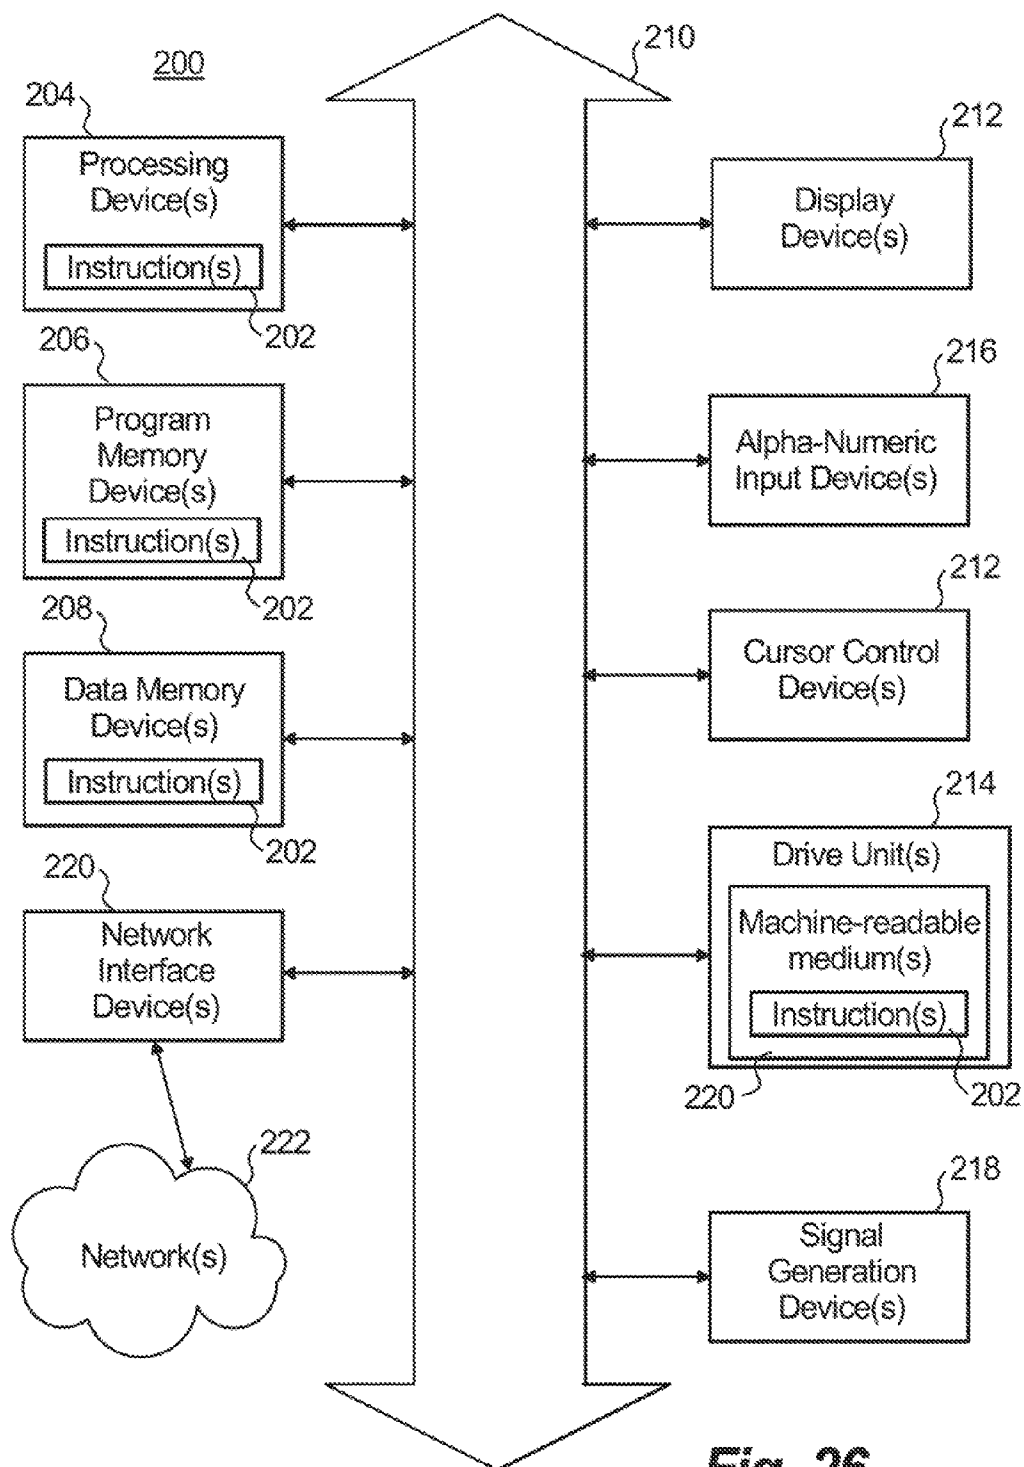 200
210
204
Processing
Device(s)
Instruction(s)
202
206
Program
Memory
Device(s)
Instruction(s)
202
208
Data Memory
Device(s)
Instruction(s)
202
220
Network
Interface
Device(s)
222
Network(s)
212
Display
Device(s)
216
Alpha-Numeric
Input Device(s)
212
Cursor Control
Device(s)
214
Drive Unit(s)
Machine-readable
medium(s)
Instruction(s)
220
202
218
Signal
Generation
Device(s)
Fig. 26